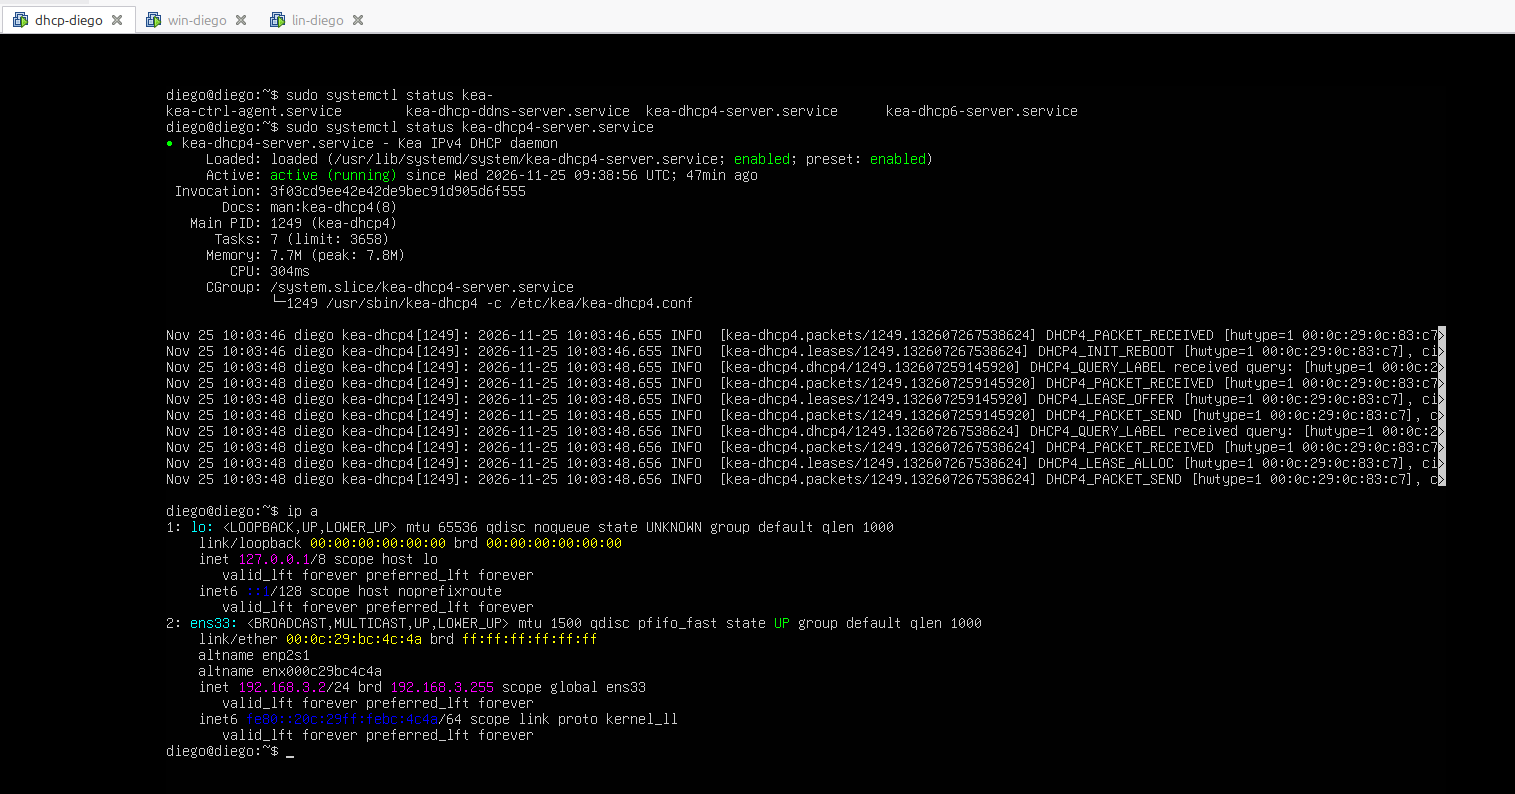 dhcp-diego win-diego lin-diego
diego@diego:~$ sudo systemctl status kea-
kea-ctrl-agent.service        kea-dhcp-ddns-server.service  kea-dhcp4-server.service      kea-dhcp6-server.service
diego@diego:~$ sudo systemctl status kea-dhcp4-server.service
● kea-dhcp4-server.service - Kea IPv4 DHCP daemon
     Loaded: loaded (/usr/lib/systemd/system/kea-dhcp4-server.service; enabled; preset: enabled)
     Active: active (running) since Wed 2026-11-25 09:38:56 UTC; 47min ago
 Invocation: 3f03cd9ee42e42de9bec91d905d6f555
       Docs: man:kea-dhcp4(8)
   Main PID: 1249 (kea-dhcp4)
      Tasks: 7 (limit: 3658)
     Memory: 7.7M (peak: 7.8M)
        CPU: 304ms
     CGroup: /system.slice/kea-dhcp4-server.service
             └─1249 /usr/sbin/kea-dhcp4 -c /etc/kea/kea-dhcp4.conf
Nov 25 10:03:46 diego kea-dhcp4[1249]: 2026-11-25 10:03:46.655 INFO  [kea-dhcp4.packets/1249.132607267538624] DHCP4_PACKET_RECEIVED [hwtype=1 00:0c:29:0c:83:c7>
Nov 25 10:03:46 diego kea-dhcp4[1249]: 2026-11-25 10:03:46.655 INFO  [kea-dhcp4.leases/1249.132607267538624] DHCP4_INIT_REBOOT [hwtype=1 00:0c:29:0c:83:c7], ci>
Nov 25 10:03:48 diego kea-dhcp4[1249]: 2026-11-25 10:03:48.655 INFO  [kea-dhcp4.dhcp4/1249.132607259145920] DHCP4_QUERY_LABEL received query: [hwtype=1 00:0c:2>
Nov 25 10:03:48 diego kea-dhcp4[1249]: 2026-11-25 10:03:48.655 INFO  [kea-dhcp4.packets/1249.132607259145920] DHCP4_PACKET_RECEIVED [hwtype=1 00:0c:29:0c:83:c7>
Nov 25 10:03:48 diego kea-dhcp4[1249]: 2026-11-25 10:03:48.655 INFO  [kea-dhcp4.leases/1249.132607259145920] DHCP4_LEASE_OFFER [hwtype=1 00:0c:29:0c:83:c7], ci>
Nov 25 10:03:48 diego kea-dhcp4[1249]: 2026-11-25 10:03:48.655 INFO  [kea-dhcp4.packets/1249.132607259145920] DHCP4_PACKET_SEND [hwtype=1 00:0c:29:0c:83:c7], c>
Nov 25 10:03:48 diego kea-dhcp4[1249]: 2026-11-25 10:03:48.656 INFO  [kea-dhcp4.dhcp4/1249.132607267538624] DHCP4_QUERY_LABEL received query: [hwtype=1 00:0c:2>
Nov 25 10:03:48 diego kea-dhcp4[1249]: 2026-11-25 10:03:48.656 INFO  [kea-dhcp4.packets/1249.132607267538624] DHCP4_PACKET_RECEIVED [hwtype=1 00:0c:29:0c:83:c7>
Nov 25 10:03:48 diego kea-dhcp4[1249]: 2026-11-25 10:03:48.656 INFO  [kea-dhcp4.leases/1249.132607267538624] DHCP4_LEASE_ALLOC [hwtype=1 00:0c:29:0c:83:c7], ci>
Nov 25 10:03:48 diego kea-dhcp4[1249]: 2026-11-25 10:03:48.656 INFO  [kea-dhcp4.packets/1249.132607267538624] DHCP4_PACKET_SEND [hwtype=1 00:0c:29:0c:83:c7], c>
diego@diego:~$ ip a
1: lo: <LOOPBACK,UP,LOWER_UP> mtu 65536 qdisc noqueue state UNKNOWN group default qlen 1000
    link/loopback 00:00:00:00:00:00 brd 00:00:00:00:00:00
    inet 127.0.0.1/8 scope host lo
       valid_lft forever preferred_lft forever
    inet6 ::1/128 scope host noprefixroute
       valid_lft forever preferred_lft forever
2: ens33: <BROADCAST,MULTICAST,UP,LOWER_UP> mtu 1500 qdisc pfifo_fast state UP group default qlen 1000
    link/ether 00:0c:29:bc:4c:4a brd ff:ff:ff:ff:ff:ff
    altname enp2s1
    altname enx000c29bc4c4a
    inet 192.168.3.2/24 brd 192.168.3.255 scope global ens33
       valid_lft forever preferred_lft forever
    inet6 fe80::20c:29ff:febc:4c4a/64 scope link proto kernel_ll
       valid_lft forever preferred_lft forever
diego@diego:~$ _